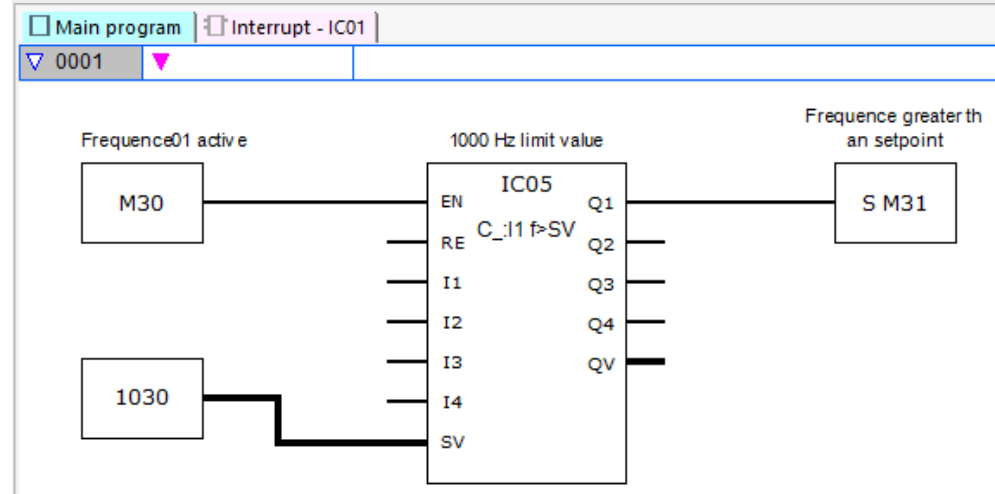 Main program
Interrupt - IC01
0001
Frequence01 active
1000 Hz limit value
Frequence greater th
an setpoint
M30
IC05
C_:I1 f>SV
EN
RE
I1
I2
I3
I4
SV
Q1
Q2
Q3
Q4
QV
S M31
1030